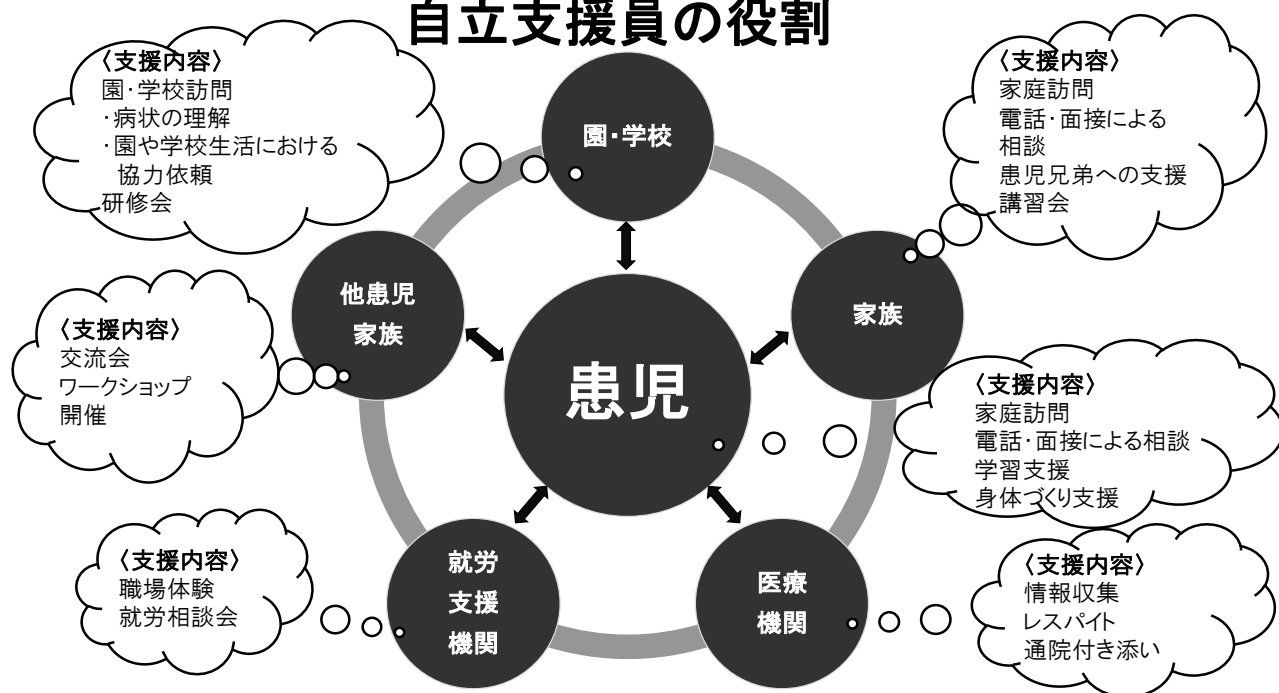 自立支援員の役割
〈支援内容〉
園・学校訪問
・病状の理解
・園や学校生活における
協力依頼
研修会
園・学校
〈支援内容〉
家庭訪問
電話・面接による
相談
患児兄弟への支援
講習会
他患児
家族
家族
〈支援内容〉
交流会
ワークショップ
開催
患児
〈支援内容〉
家庭訪問
電話・面接による相談
学習支援
身体づくり支援
〈支援内容〉
職場体験
就労相談会
就労
支援
機関
医療
機関
〈支援内容〉
情報収集
レスパイト
通院付き添い